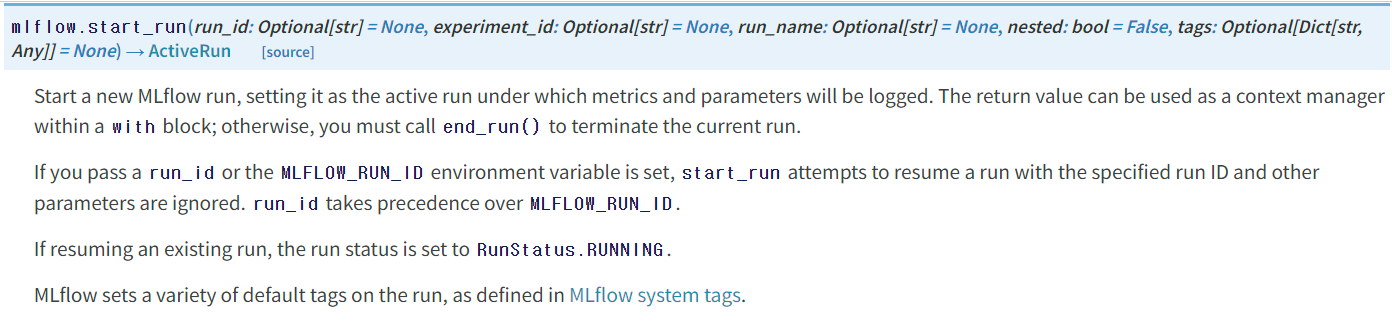 mlflow.start_run(run_id: Optional[str] = None, experiment_id: Optional[str] = None, run_name: Optional[str] = None, nested: bool = False, tags: Optional[Dict[str,
Any]] = None) → ActiveRun [source]
Start a new MLflow run, setting it as the active run under which metrics and parameters will be logged. The return value can be used as a context manager
within a with block; otherwise, you must call end_run() to terminate the current run.
If you pass a run_id or the MLFLOW_RUN_ID environment variable is set, start_run attempts to resume a run with the specified run ID and other
parameters are ignored. run_id takes precedence over MLFLOW_RUN_ID.
If resuming an existing run, the run status is set to RunStatus.RUNNING.
MLflow sets a variety of default tags on the run, as defined in MLflow system tags.